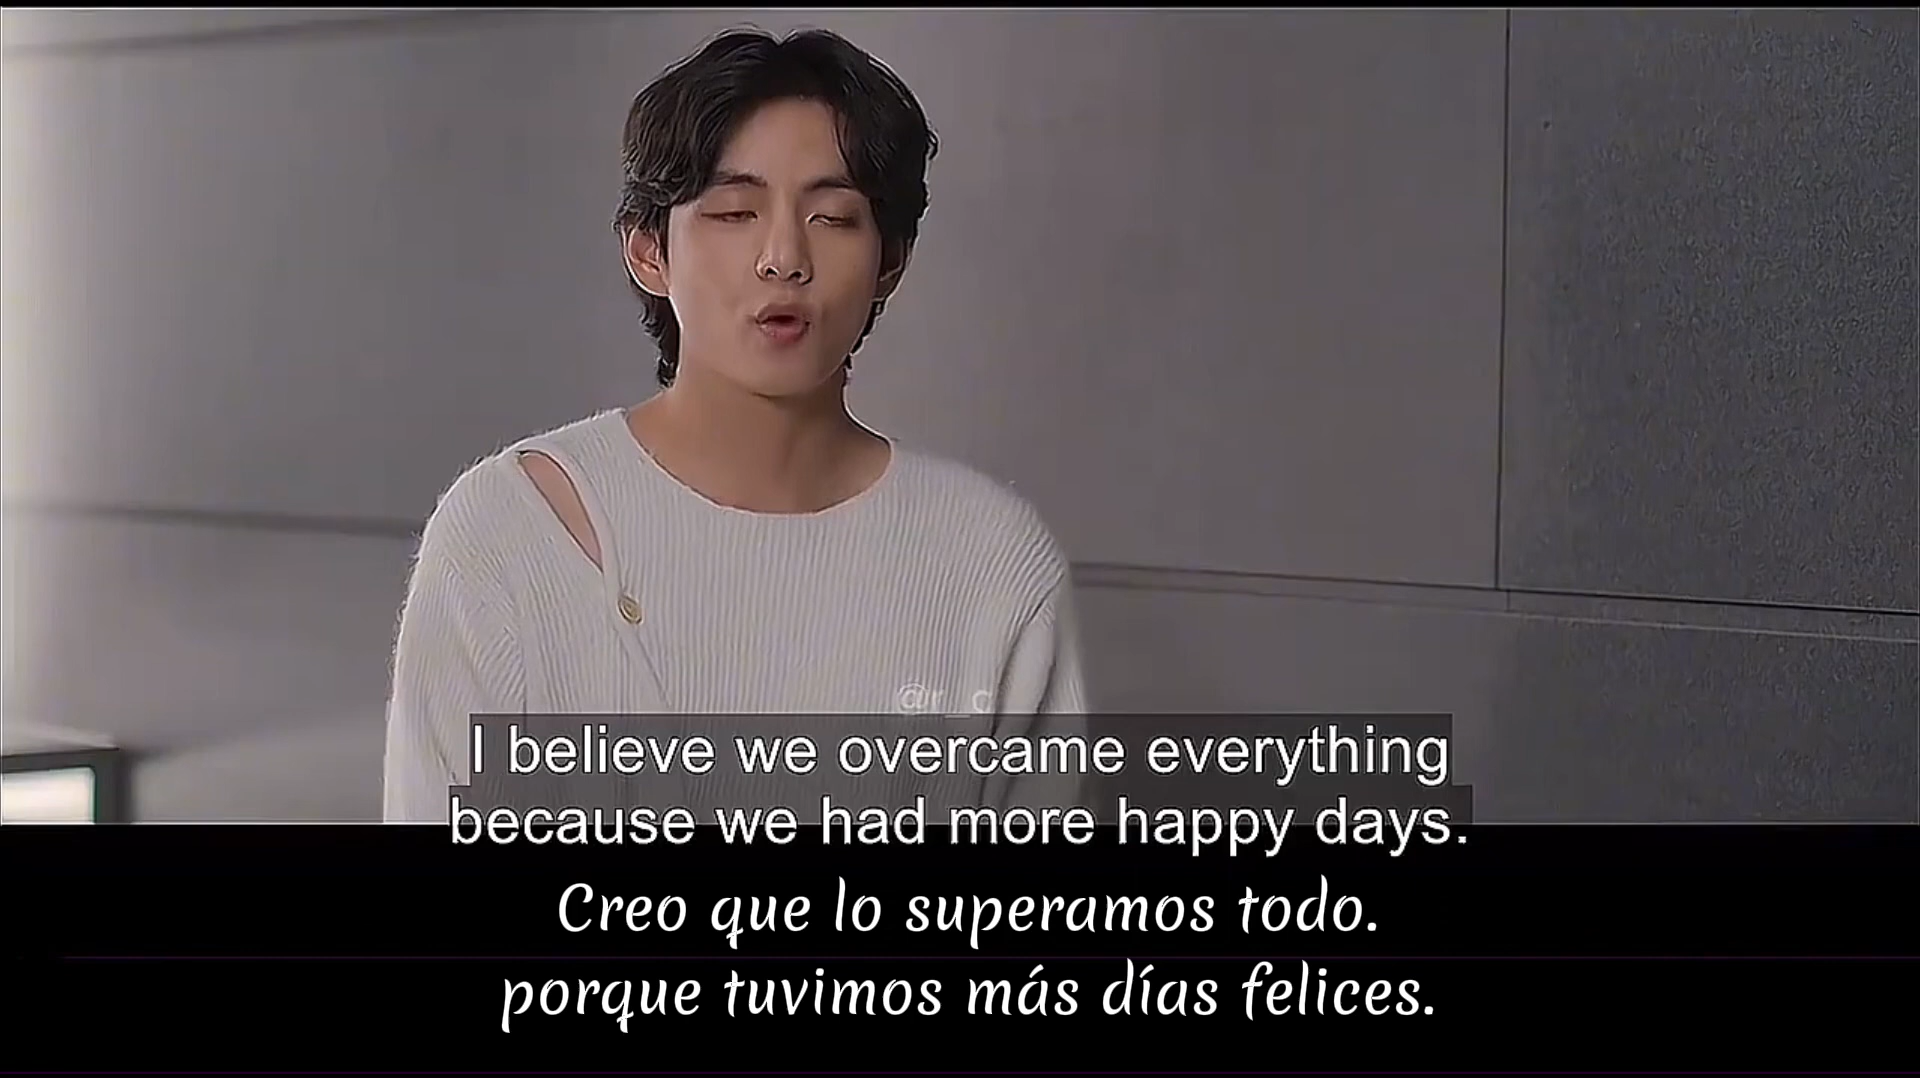 @r_c
I believe we overcame everything
because we had more happy days.
Creo que lo superamos todo.
porque tuvimos más días felices.